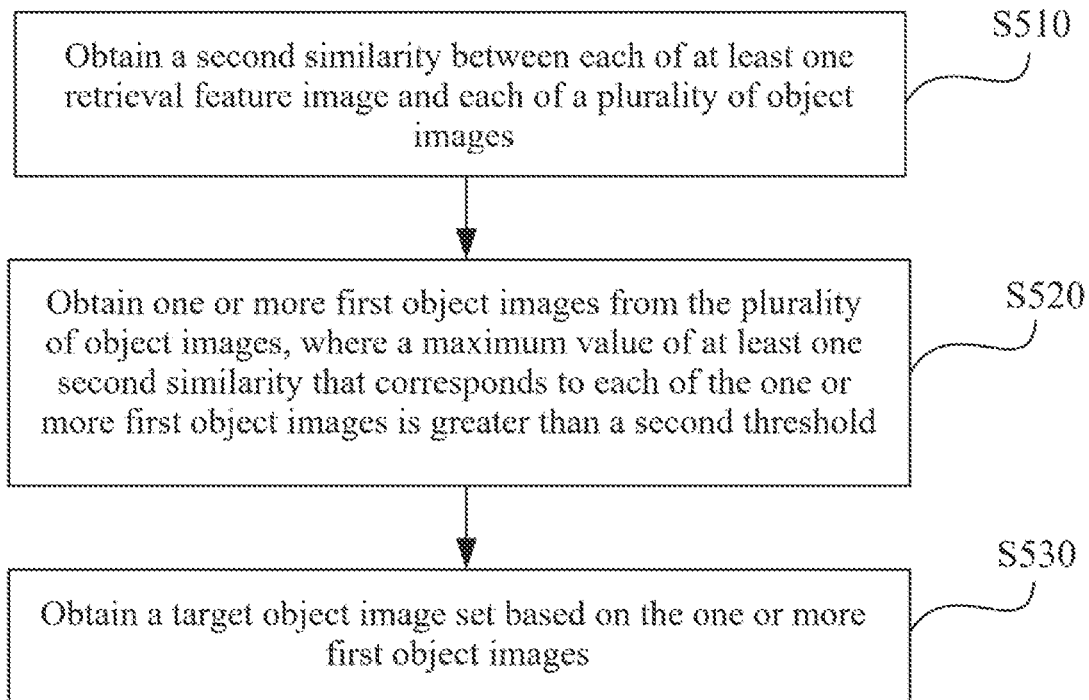 S510
Obtain a second similarity between each of at least one
retrieval feature image and each of a plurality of object
images
S520
Obtain one or more first object images from the plurality
of object images, where a maximum value of at least one
second similarity that corresponds to each of the one or
more first object images is greater than a second threshold
S530
Obtain a target object image set based on the one or more
first object images